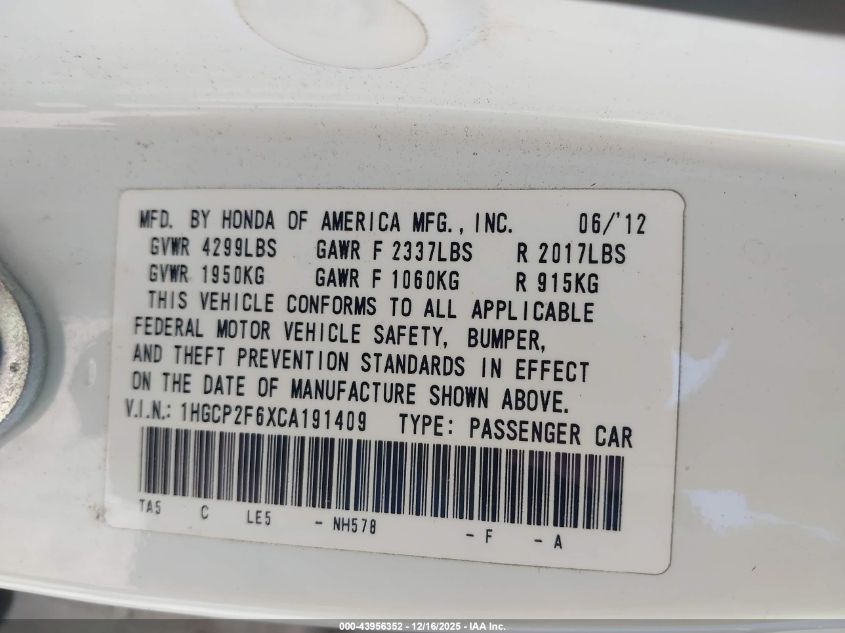 MFD. BY HONDA OF AMERICA MFG., INC. 06/'12
GVWR 4299LBS GAWR F 2337LBS R 2017LBS
GVWR 1950KG GAWR F 1060KG R 915KG
THIS VEHICLE CONFORMS TO ALL APPLICABLE
FEDERAL MOTOR VEHICLE SAFETY, BUMPER,
AND THEFT PREVENTION STANDARDS IN EFFECT
ON THE DATE OF MANUFACTURE SHOWN ABOVE.
V.I.N.: 1HGCP2F6XCA191409 TYPE: PASSENGER CAR
TA5 C LE5 - NH578 - F - A
000-43956352 - 12/16/2025 - IAA Inc.